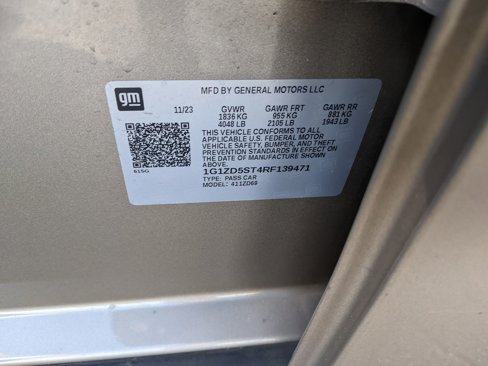 gm
MFD BY GENERAL MOTORS LLC
11/23 GVWR GAWR FRT GAWR RR
1836 KG 955 KG 881 KG
4048 LB 2105 LB 1943 LB
THIS VEHICLE CONFORMS TO ALL
APPLICABLE U.S. FEDERAL MOTOR
VEHICLE SAFETY, BUMPER, AND THEFT
PREVENTION STANDARDS IN EFFECT ON
THE DATE OF MANUFACTURE SHOWN
ABOVE.
61SG
1G1ZD5ST4RF139471
TYPE: PASS CAR
MODEL: 411ZD69